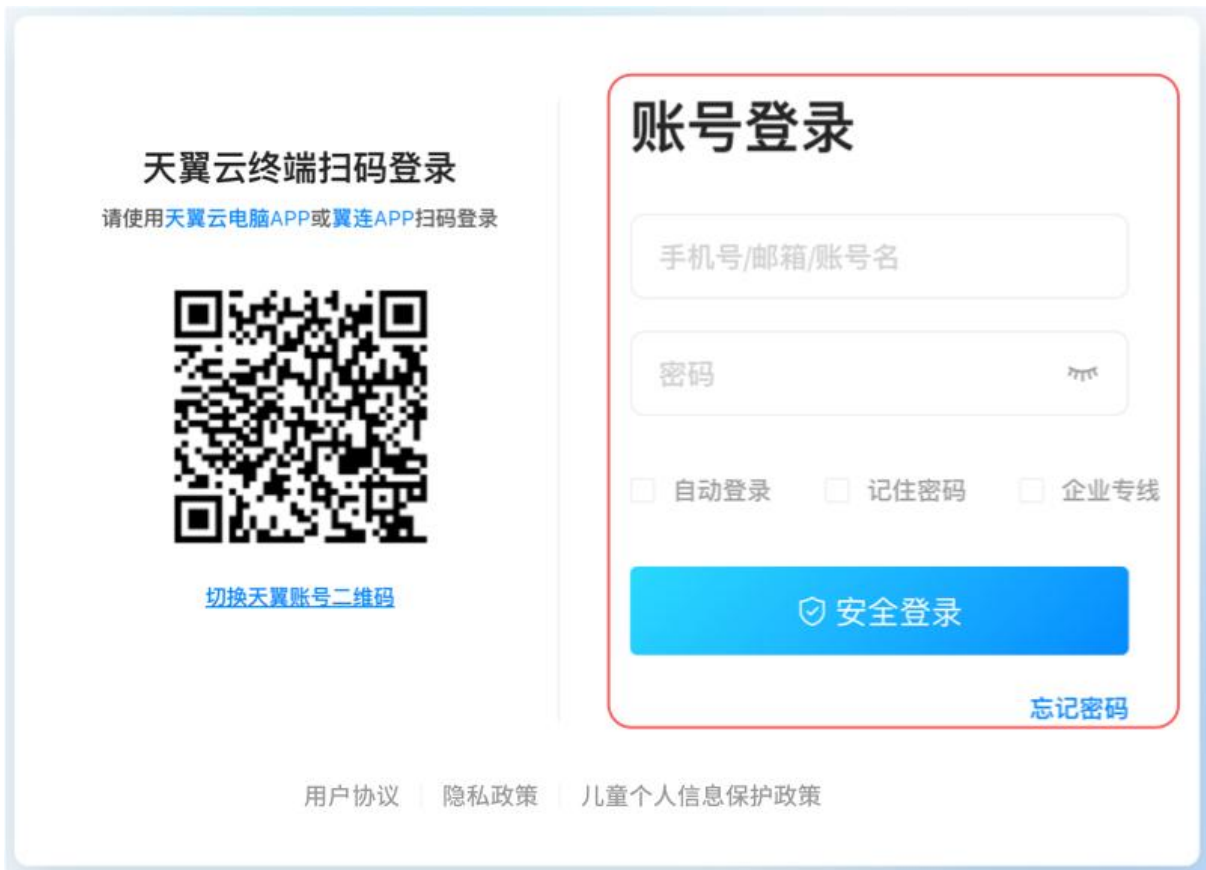 天翼云终端扫码登录
请使用天翼云电脑APP或翼连APP扫码登录
切换天翼账号二维码
账号登录
手机号/邮箱/账号名
密码
自动登录 记住密码 企业专线
安全登录
忘记密码
用户协议 隐私政策 儿童个人信息保护政策